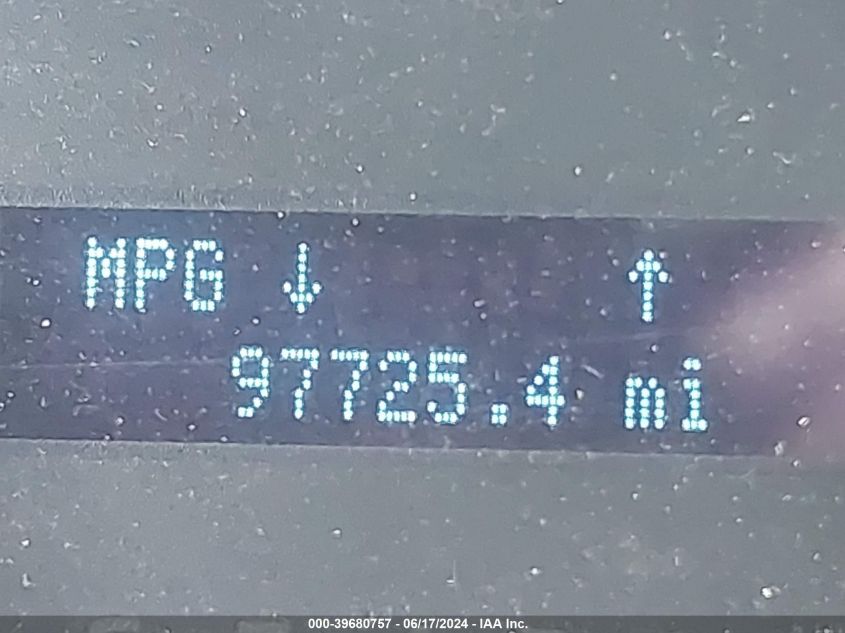 MPG ↓ ↑
97725.4 mi
000-39680757 - 06/17/2024 - IAA Inc.